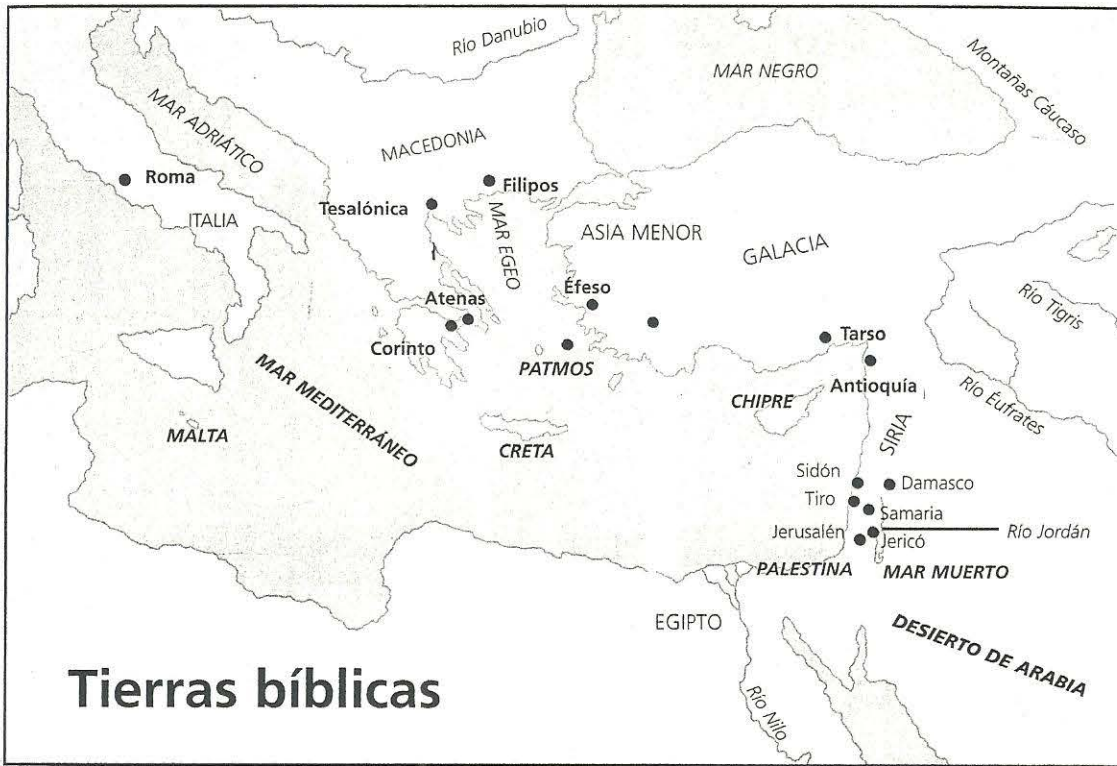 Río Danubio
MAR NEGRO
Montañas Cáucaso
MAR ADRIÁTICO
MACEDONIA
Roma
Filipos
ITALIA
Tesalónica
MAR EGEO
ASIA MENOR
GALACIA
Éfeso
Río Tigris
Atenas
Corinto
Tarso
PATMOS
Antioquía
MAR MEDITERRÁNEO
CHIPRE
Río Éufrates
MALTA
CRETA
SIRIA
Sidón
Damasco
Tiro
Samaria
Jerusalén
Jericó
Río Jordán
PALESTINA
MAR MUERTO
EGIPTO
DESIERTO DE ARABIA
Tierras bíblicas
Río Nilo